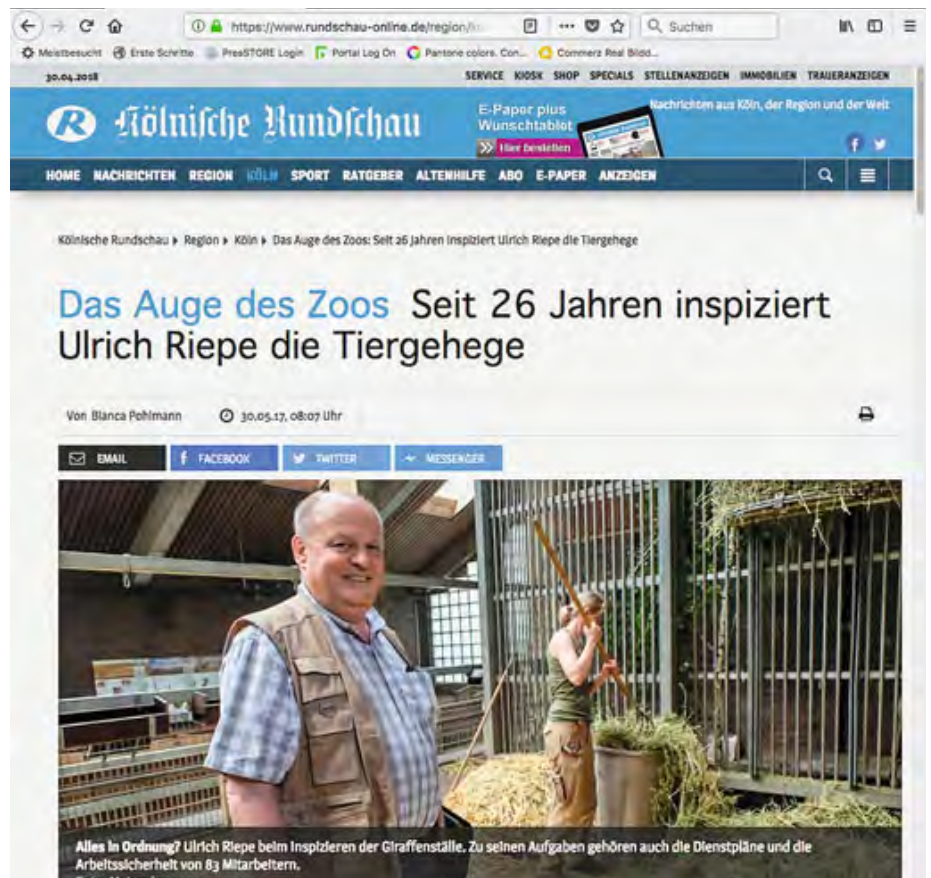 https://www.rundschau-online.de/region/
Suchen
Meistbesucht Erste Schritte PresSTORE Login Portal Log On Pantone colors. Con... Commerz Real Bildd...
30.04.2018
SERVICE KIOSK SHOP SPECIALS STELLENANZEIGEN IMMOBILIEN TRAUERANZEIGEN
R Kölnische Rundschau
E-Paper plus
Wunschtablet
Hier bestellen
Nachrichten aus Köln, der Region und der Welt
HOME NACHRICHTEN REGION KÖLN SPORT RATGEBER ALTENHILFE ABO E-PAPER ANZEIGEN
Kölnische Rundschau Region Köln Das Auge des Zoos: Seit 26 Jahren inspiziert Ulrich Riepe die Tiergehege
Das Auge des Zoos Seit 26 Jahren inspiziert
Ulrich Riepe die Tiergehege
Von Bianca Pohlmann 30.05.17, 08:07 Uhr
EMAIL FACEBOOK TWITTER MESSENGER
Alles in Ordnung? Ulrich Riepe beim Inspizieren der Giraffenställe. Zu seinen Aufgaben gehören auch die Dienstpläne und die
Arbeitssicherheit von 83 Mitarbeitern.